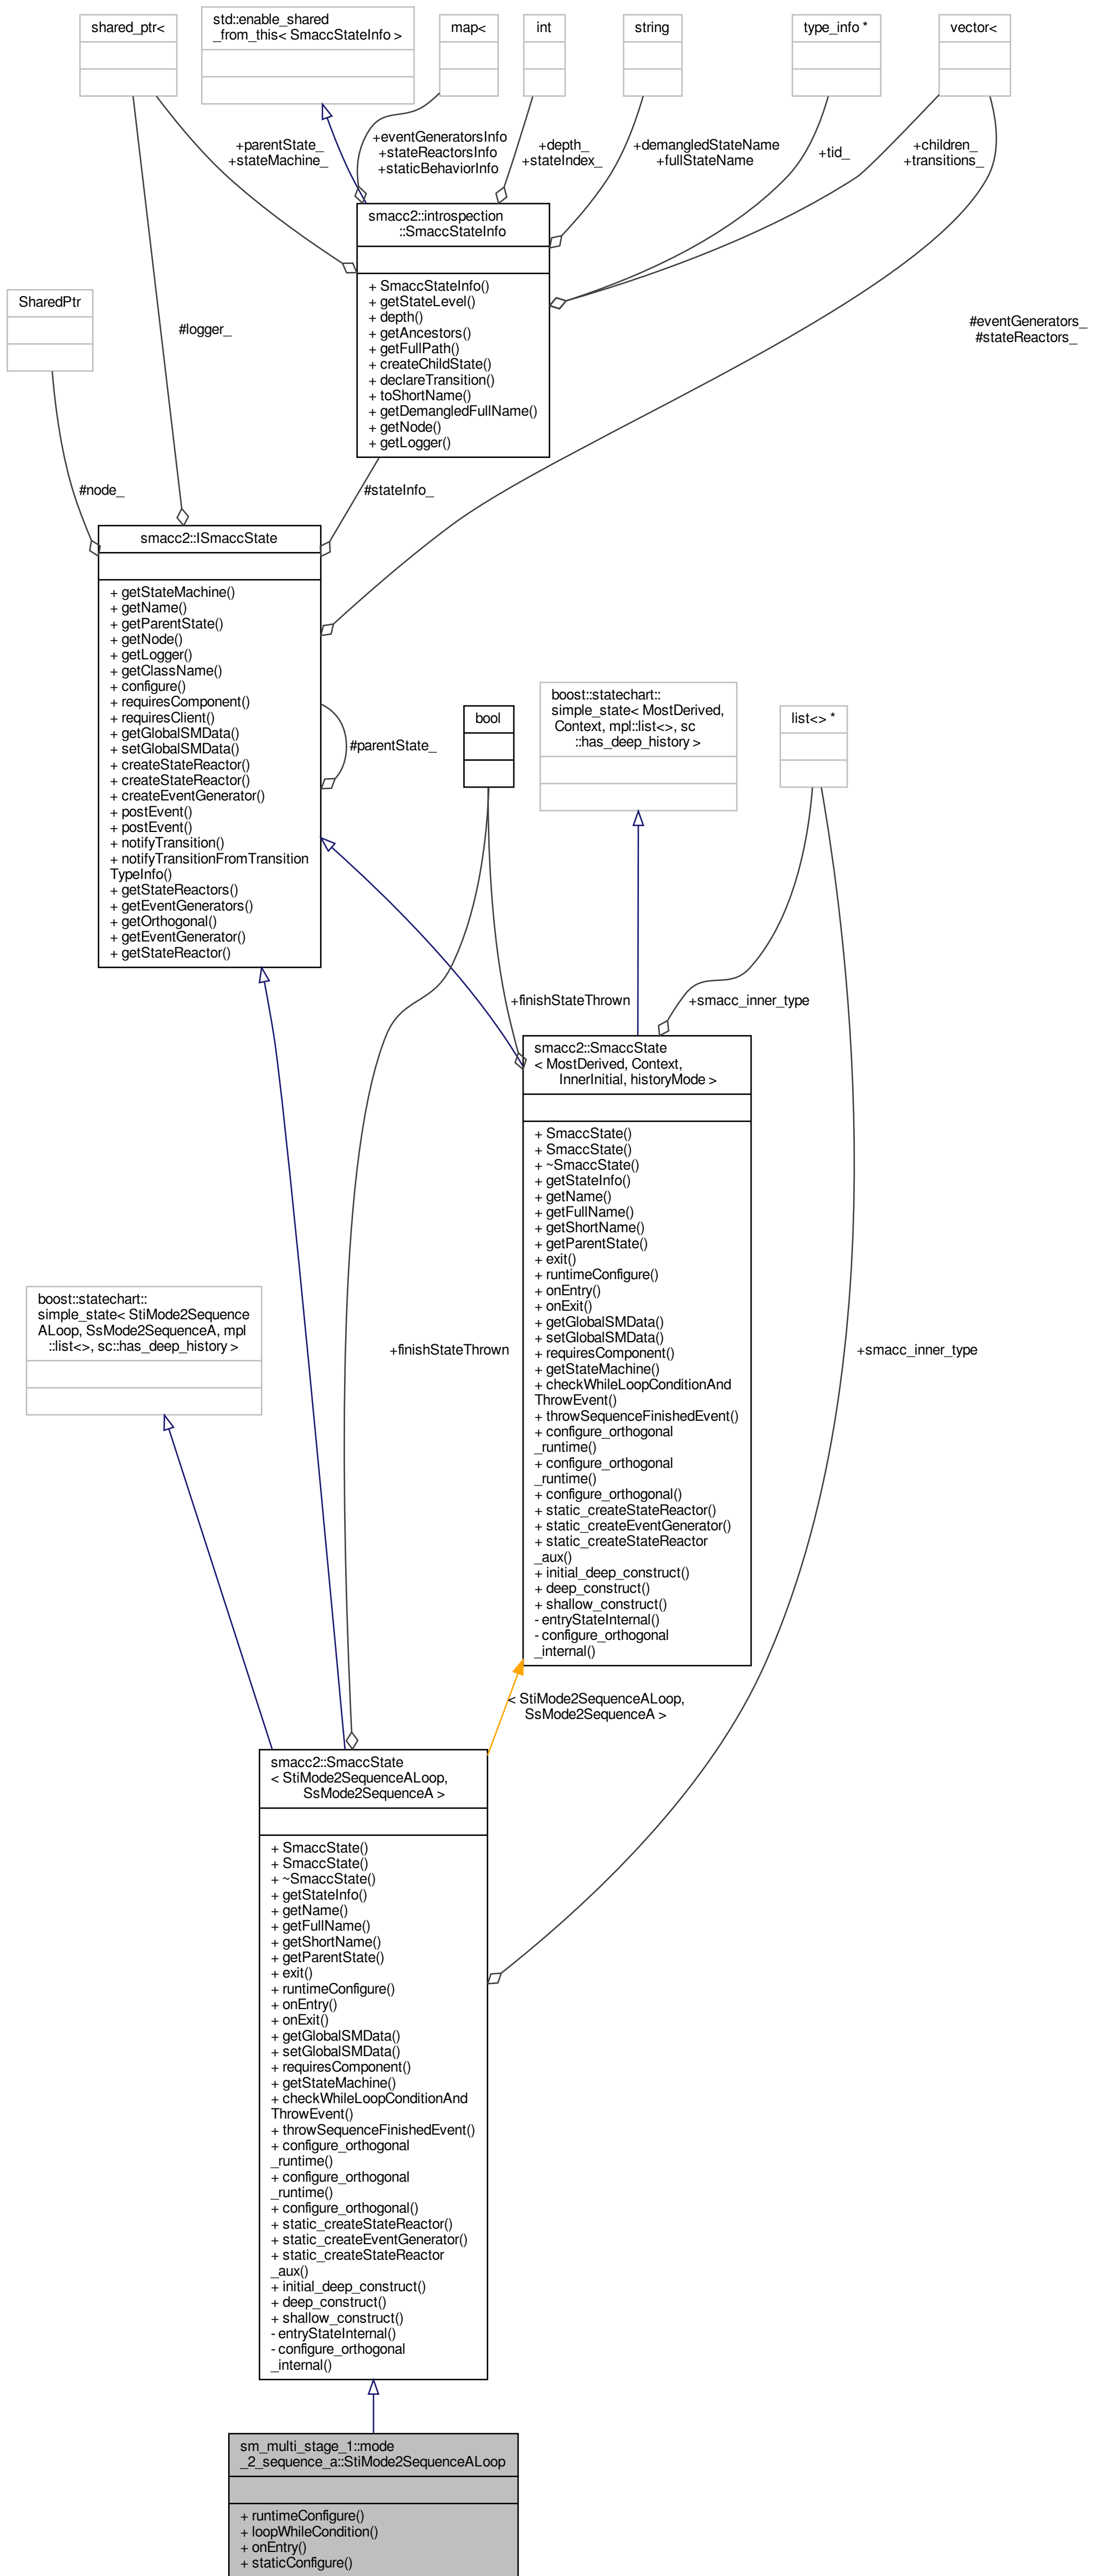 shared_ptr<
std::enable_shared
_from_this< SmaccStateInfo >
map<
int
string
type_info *
vector<
+parentState_
+stateMachine_
+eventGeneratorsInfo
+stateReactorsInfo
+staticBehaviorInfo
+depth_
+stateIndex_
+demangledStateName
+fullStateName
+tid_
+children_
+transitions_
smacc2::introspection
::SmaccStateInfo
+ SmaccStateInfo()
+ getStateLevel()
+ depth()
+ getAncestors()
+ getFullPath()
+ createChildState()
+ declareTransition()
+ toShortName()
+ getDemangledFullName()
+ getNode()
+ getLogger()
SharedPtr
#logger_
#eventGenerators_
#stateReactors_
#node_
#stateInfo_
smacc2::ISmaccState
+ getStateMachine()
+ getName()
+ getParentState()
+ getNode()
+ getLogger()
+ getClassName()
+ configure()
+ requiresComponent()
+ requiresClient()
+ getGlobalSMData()
+ setGlobalSMData()
+ createStateReactor()
+ createStateReactor()
+ createEventGenerator()
+ postEvent()
+ postEvent()
+ notifyTransition()
+ notifyTransitionFromTransition
TypeInfo()
+ getStateReactors()
+ getEventGenerators()
+ getOrthogonal()
+ getEventGenerator()
+ getStateReactor()
#parentState_
bool
boost::statechart::
simple_state< MostDerived,
Context, mpl::list<>, sc
::has_deep_history >
list<> *
+finishStateThrown
+smacc_inner_type
smacc2::SmaccState
< MostDerived, Context,
InnerInitial, historyMode >
+ SmaccState()
+ SmaccState()
+ ~SmaccState()
+ getStateInfo()
+ getName()
+ getFullName()
+ getShortName()
+ getParentState()
+ exit()
+ runtimeConfigure()
+ onEntry()
+ onExit()
+ getGlobalSMData()
+ setGlobalSMData()
+ requiresComponent()
+ getStateMachine()
+ checkWhileLoopConditionAnd
ThrowEvent()
+ throwSequenceFinishedEvent()
+ configure_orthogonal
_runtime()
+ configure_orthogonal
_runtime()
+ configure_orthogonal()
+ static_createStateReactor()
+ static_createEventGenerator()
+ static_createStateReactor
_aux()
+ initial_deep_construct()
+ deep_construct()
+ shallow_construct()
- entryStateInternal()
- configure_orthogonal
_internal()
boost::statechart::
simple_state< StiMode2Sequence
ALoop, SsMode2SequenceA, mpl
::list<>, sc::has_deep_history >
+finishStateThrown
+smacc_inner_type
< StiMode2SequenceALoop,
SsMode2SequenceA >
smacc2::SmaccState
< StiMode2SequenceALoop,
SsMode2SequenceA >
+ SmaccState()
+ SmaccState()
+ ~SmaccState()
+ getStateInfo()
+ getName()
+ getFullName()
+ getShortName()
+ getParentState()
+ exit()
+ runtimeConfigure()
+ onEntry()
+ onExit()
+ getGlobalSMData()
+ setGlobalSMData()
+ requiresComponent()
+ getStateMachine()
+ checkWhileLoopConditionAnd
ThrowEvent()
+ throwSequenceFinishedEvent()
+ configure_orthogonal
_runtime()
+ configure_orthogonal
_runtime()
+ configure_orthogonal()
+ static_createStateReactor()
+ static_createEventGenerator()
+ static_createStateReactor
_aux()
+ initial_deep_construct()
+ deep_construct()
+ shallow_construct()
- entryStateInternal()
- configure_orthogonal
_internal()
sm_multi_stage_1::mode
_2_sequence_a::StiMode2SequenceALoop
+ runtimeConfigure()
+ loopWhileCondition()
+ onEntry()
+ staticConfigure()